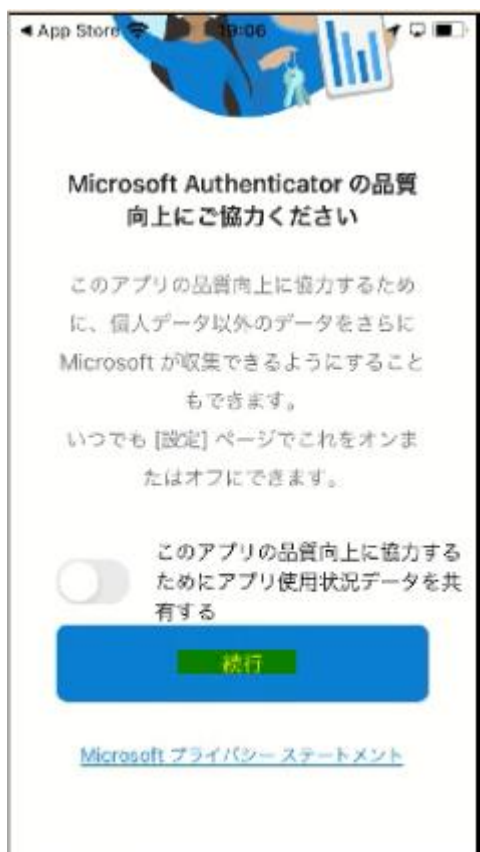 ◀ App Store 19:06
Microsoft Authenticator の品質
向上にご協力ください
このアプリの品質向上に協力するため
に、個人データ以外のデータをさらに
Microsoft が収集できるようにすること
もできます。
いつでも [設定] ページでこれをオンま
たはオフにできます。
このアプリの品質向上に協力する
ためにアプリ使用状況データを共
有する
続行
Microsoft プライバシー ステートメント